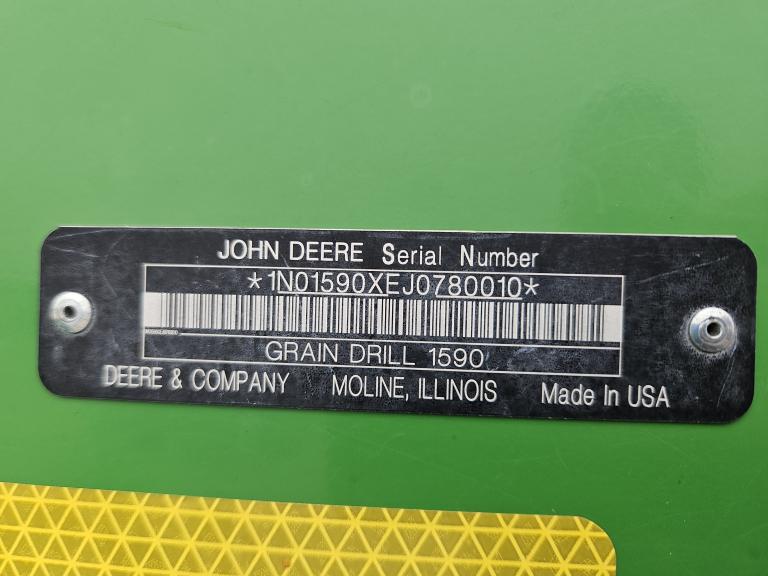 JOHN DEERE Serial Number
*1N01590XEJ0780010*
GRAIN DRILL 1590
DEERE & COMPANY MOLINE, ILLINOIS Made In USA